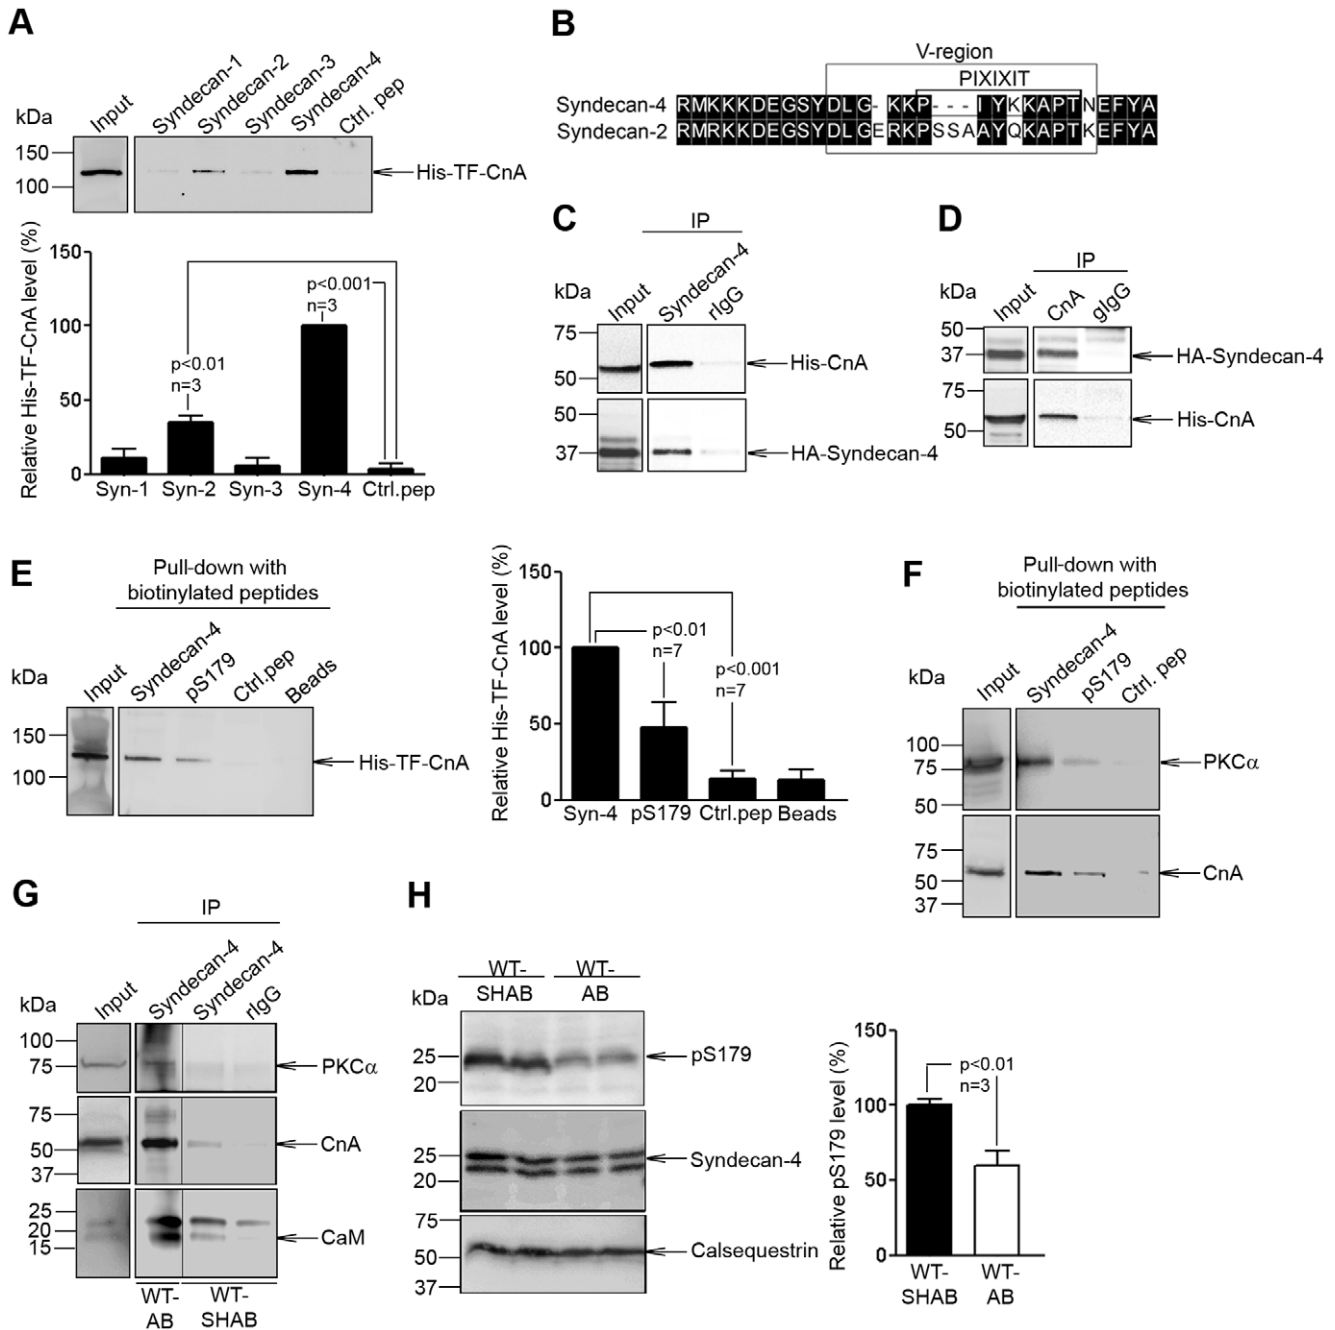 A
Input
Syndecan-1
Syndecan-2
Syndecan-3
Syndecan-4
Ctrl. pep
kDa
150
100
His-TF-CnA
Relative His-TF-CnA level (%)
150
100
50
0
p<0.01
n=3
p<0.001
n=3
Syn-1 Syn-2 Syn-3 Syn-4 Ctrl.pep
B
V-region
PIXIXIT
Syndecan-4 RMKKKDEGSYDLG-KKP---IYKKAPTNEFYA
Syndecan-2 RMRKKDEGSYDLGERKPSSAAYQKAPTKEFYA
C
IP
kDa
Input
Syndecan-4
rIgG
75
50
His-CnA
50
37
HA-Syndecan-4
D
IP
kDa
Input
CnA
gIgG
50
37
HA-Syndecan-4
75
50
His-CnA
E
Pull-down with
biotinylated peptides
kDa
Input
Syndecan-4
pS179
Ctrl.pep
Beads
150
100
His-TF-CnA
Relative His-TF-CnA level (%)
150
100
50
0
p<0.01
n=7
p<0.001
n=7
Syn-4 pS179 Ctrl.pep Beads
F
Pull-down with
biotinylated peptides
kDa
Input
Syndecan-4
pS179
Ctrl. pep
100
75
50
PKCα
75
50
37
CnA
G
IP
kDa
Input
Syndecan-4
Syndecan-4
rIgG
100
75
PKCα
75
50
37
CnA
25
20
15
CaM
WT-
AB
WT-
SHAB
H
WT-
SHAB
WT-
AB
kDa
25
20
pS179
25
20
Syndecan-4
75
50
37
Calsequestrin
Relative pS179 level (%)
150
100
50
0
p<0.01
n=3
WT-
SHAB
WT-
AB